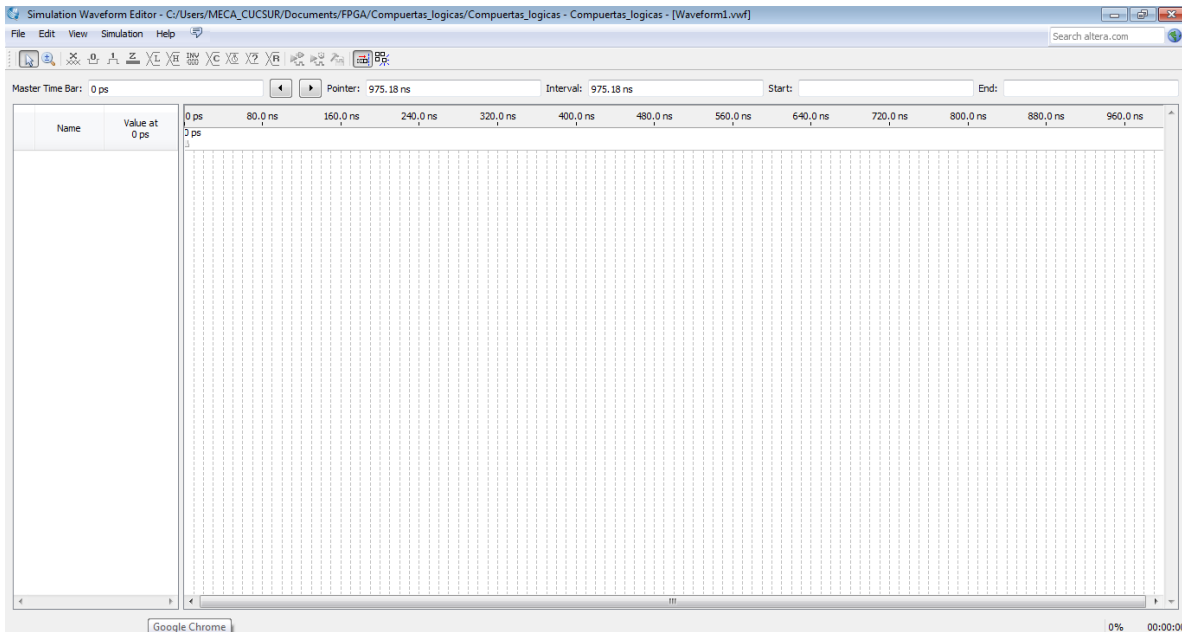 Simulation Waveform Editor - C:/Users/MECA_CUCSUR/Documents/FPGA/Compuertas_logicas/Compuertas_logicas - Compuertas_logicas - [Waveform1.vwf]
File Edit View Simulation Help Search altera.com
Master Time Bar: 0 ps Pointer: 975.18 ns Interval: 975.18 ns Start: End:
Name Value at 0 ps
0 ps 80.0 ns 160.0 ns 240.0 ns 320.0 ns 400.0 ns 480.0 ns 560.0 ns 640.0 ns 720.0 ns 800.0 ns 880.0 ns 960.0 ns
0 ps
Google Chrome 0% 00:00:00